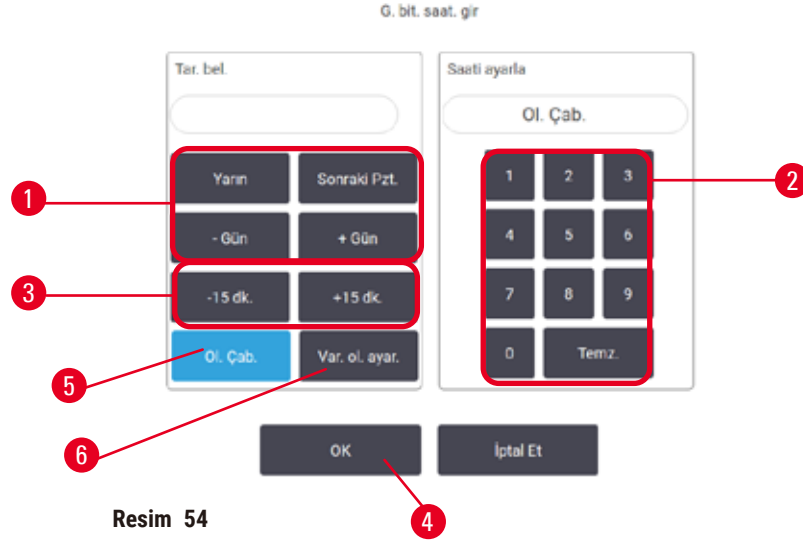 G. bit. saat. gir
Tar. bel.
Saati ayarla
Ol. Çab.
Yarın
Sonraki Pzt.
1
2
3
2
1
- Gün
+ Gün
4
5
6
3
-15 dk.
+15 dk.
7
8
9
Ol. Çab.
Var. ol. ayar.
0
Temz.
5
6
OK
İptal Et
Resim 54
4